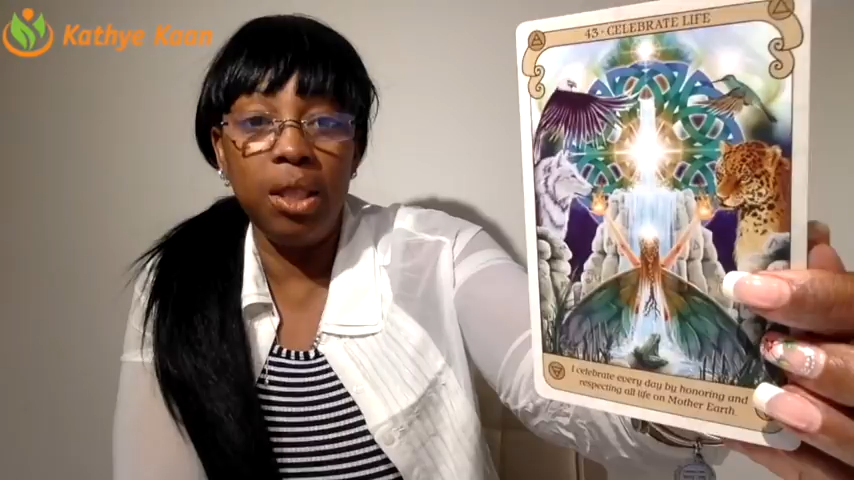 Kathye Kaan
43 · CELEBRATE LIFE
I celebrate every day by honoring and
respecting all life on Mother Earth.